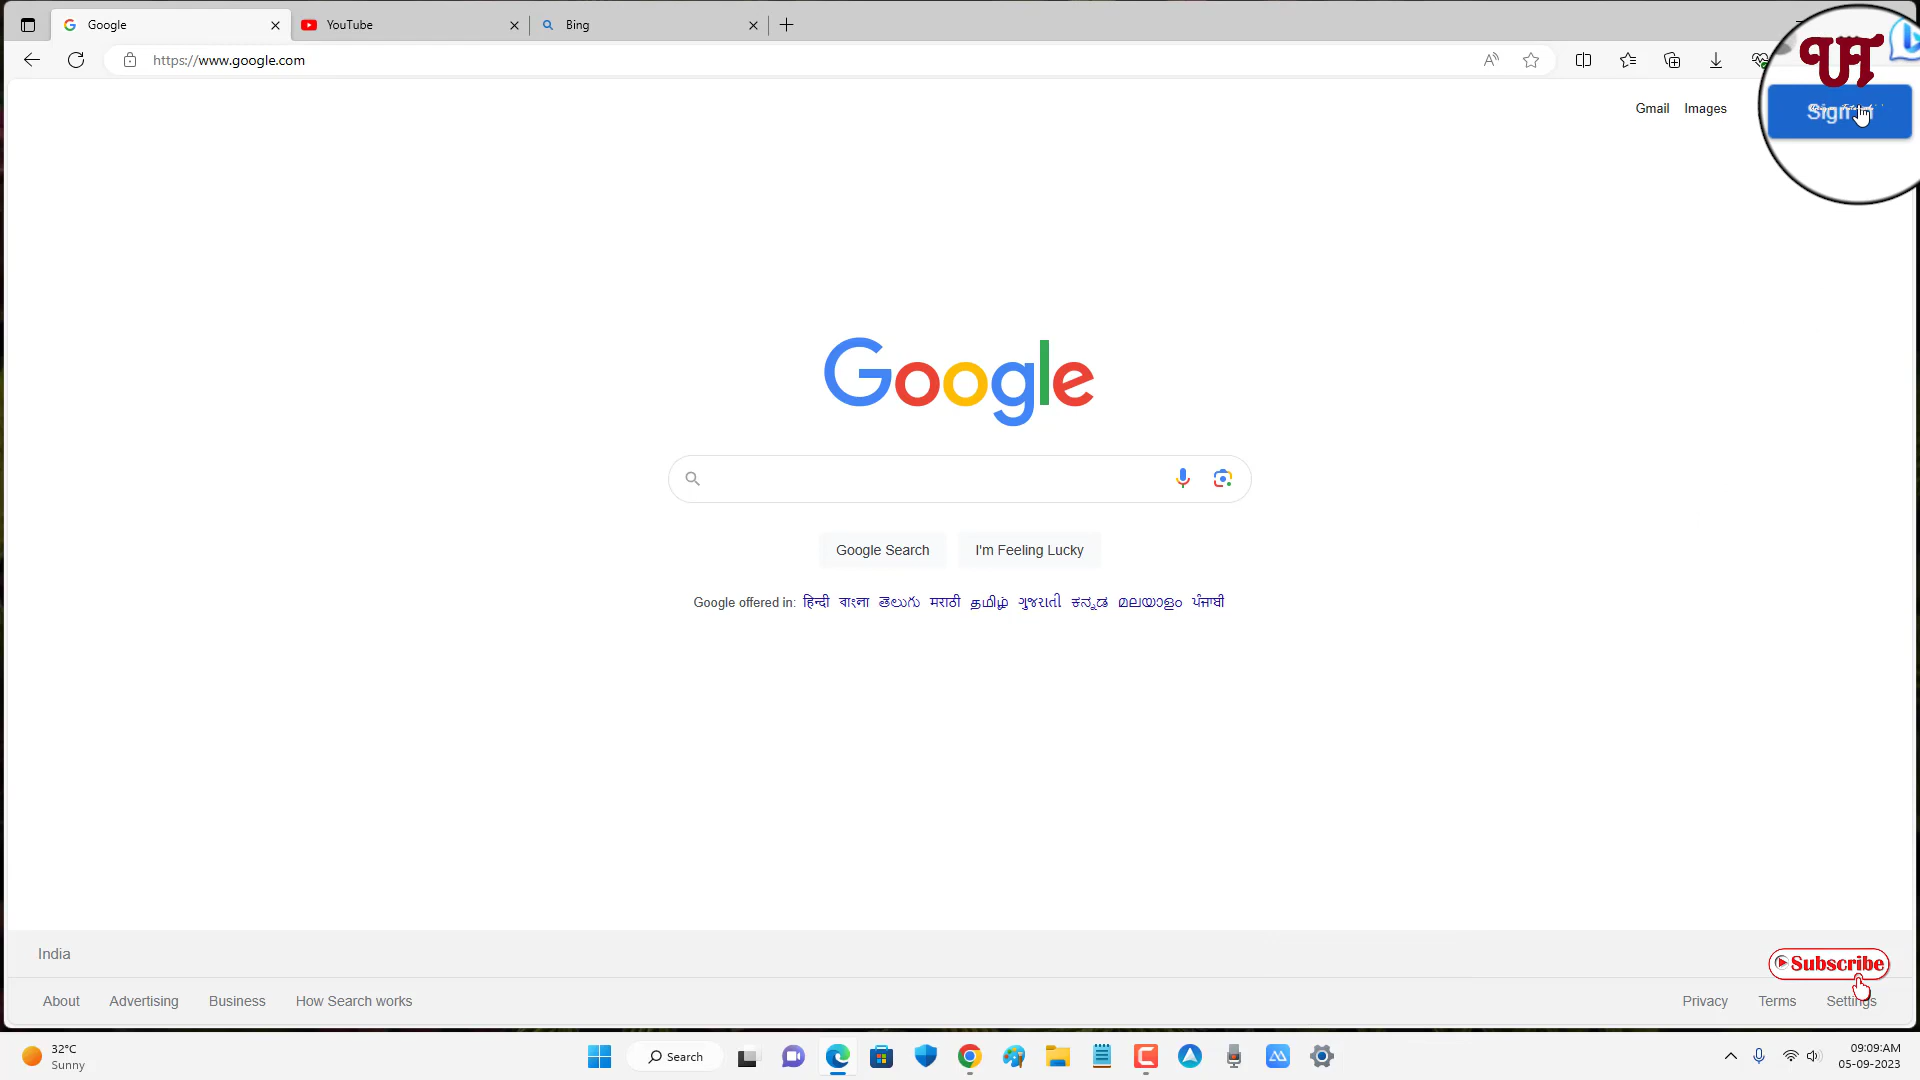 Google
YouTube
Bing
https://www.google.com
Gmail Images
Google
Google Search I'm Feeling Lucky
Google offered in: हिन्दी বাংলা తెలుగు मराठी தமிழ் ગુજરાતી ಕನ್ನಡ മലയാളം ਪੰਜਾਬੀ
India
Subscribe
About Advertising Business How Search works
Privacy Terms Settings
32°C
Sunny
Search
09:09:AM
05-09-2023